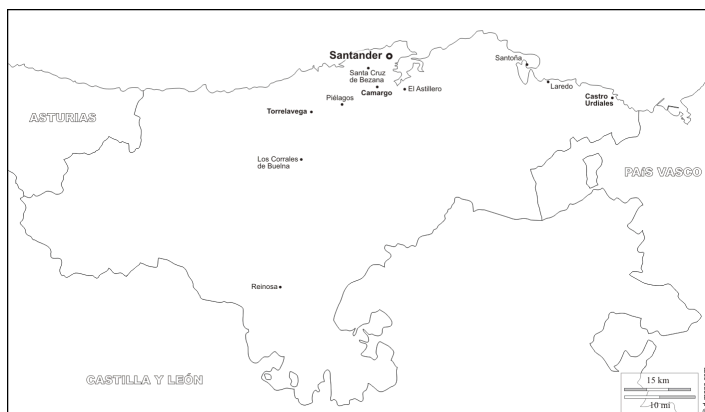 Santander
Santa Cruz
de Bezana
Camargo
El Astillero
Piélagos
Torrelavega
Santoña
Laredo
Castro
Urdiales
ASTURIAS
PAÍS VASCO
Los Corrales
de Buelna
Reinosa
CASTILLA Y LEÓN
15 km
10 mi